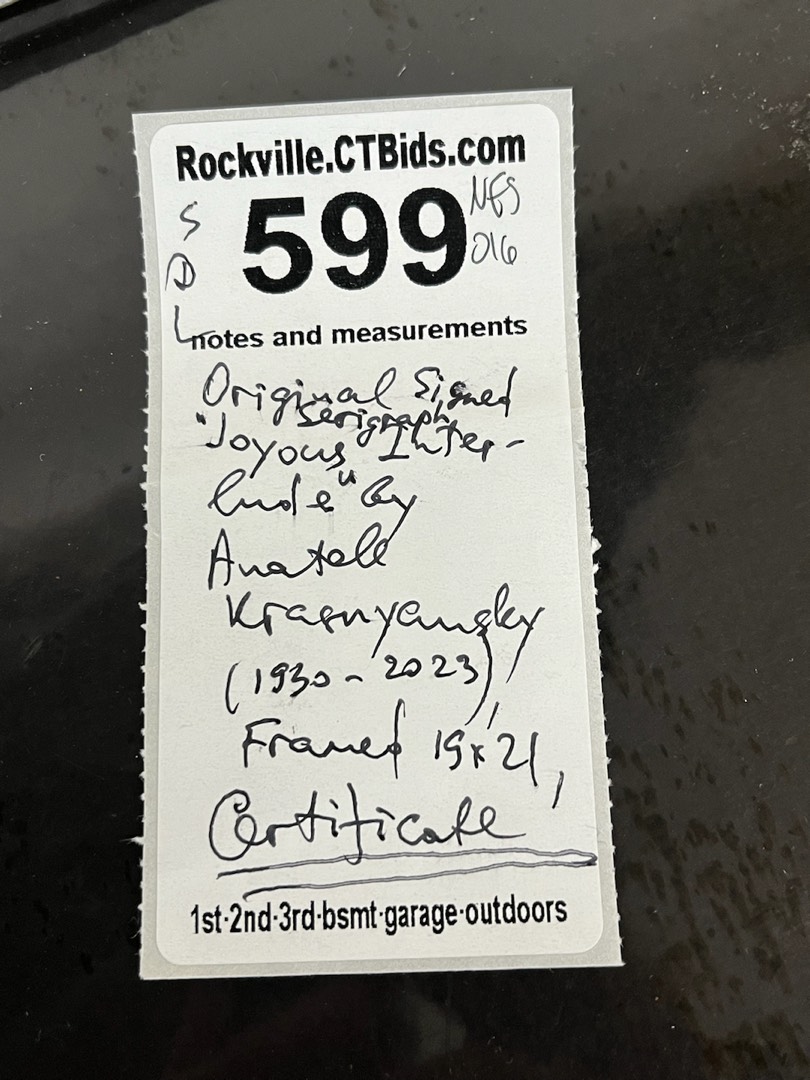 Rockville.CTBids.com
599
NFS
016
S
D
L
notes and measurements
Original Signed
Serigraph
"Joyous Inter-
lude" by
Anatole
Krasnyansky
(1930 - 2023),
Framed 19x21,
Certificate
1st·2nd·3rd·bsmt·garage·outdoors